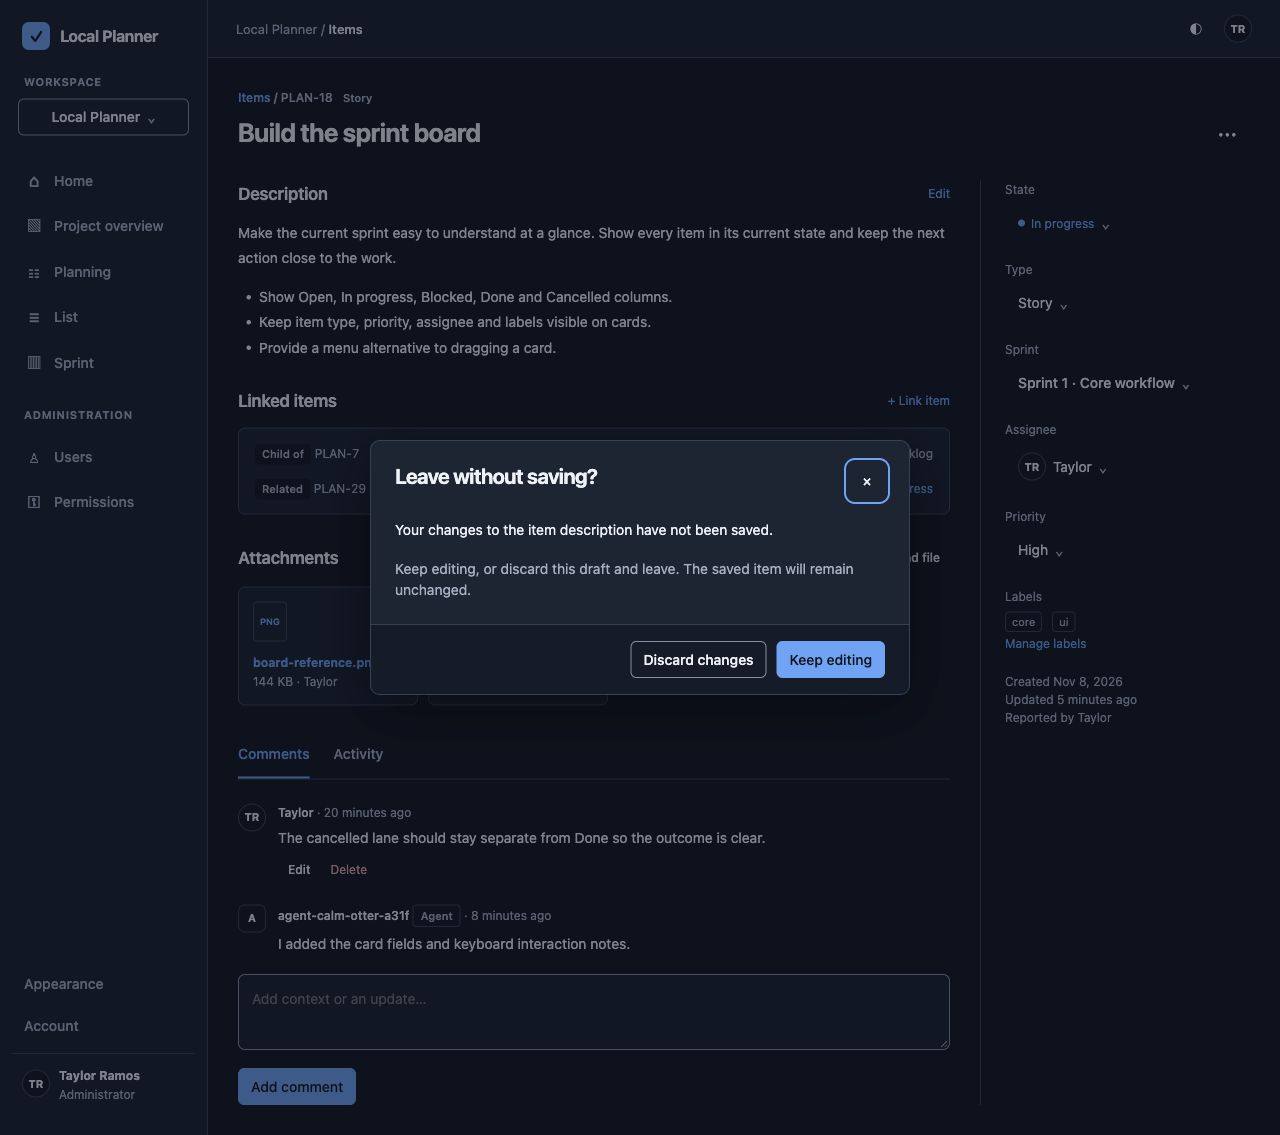 Local Planner
WORKSPACE
Local Planner
Home
Project overview
Planning
List
Sprint
ADMINISTRATION
Users
Permissions
Appearance
Account
TR
Taylor Ramos
Administrator
Local Planner / Items
TR
Items / PLAN-18 Story
Build the sprint board
Description
Edit
Make the current sprint easy to understand at a glance. Show every item in its current state and keep the next
action close to the work.
• Show Open, In progress, Blocked, Done and Cancelled columns.
• Keep item type, priority, assignee and labels visible on cards.
• Provide a menu alternative to dragging a card.
Linked items
+ Link item
Child of PLAN-7
Related PLAN-29
Attachments
file
PNG
board-reference.pn
144 KB · Taylor
Leave without saving?
×
Your changes to the item description have not been saved.
Keep editing, or discard this draft and leave. The saved item will remain
unchanged.
Discard changes
Keep editing
Comments
Activity
TR
Taylor · 20 minutes ago
The cancelled lane should stay separate from Done so the outcome is clear.
Edit
Delete
A
agent-calm-otter-a31f Agent · 8 minutes ago
I added the card fields and keyboard interaction notes.
Add context or an update...
Add comment
State
In progress
Type
Story
Sprint
Sprint 1 · Core workflow
Assignee
TR Taylor
Priority
High
Labels
core ui
Manage labels
Created Nov 8, 2026
Updated 5 minutes ago
Reported by Taylor